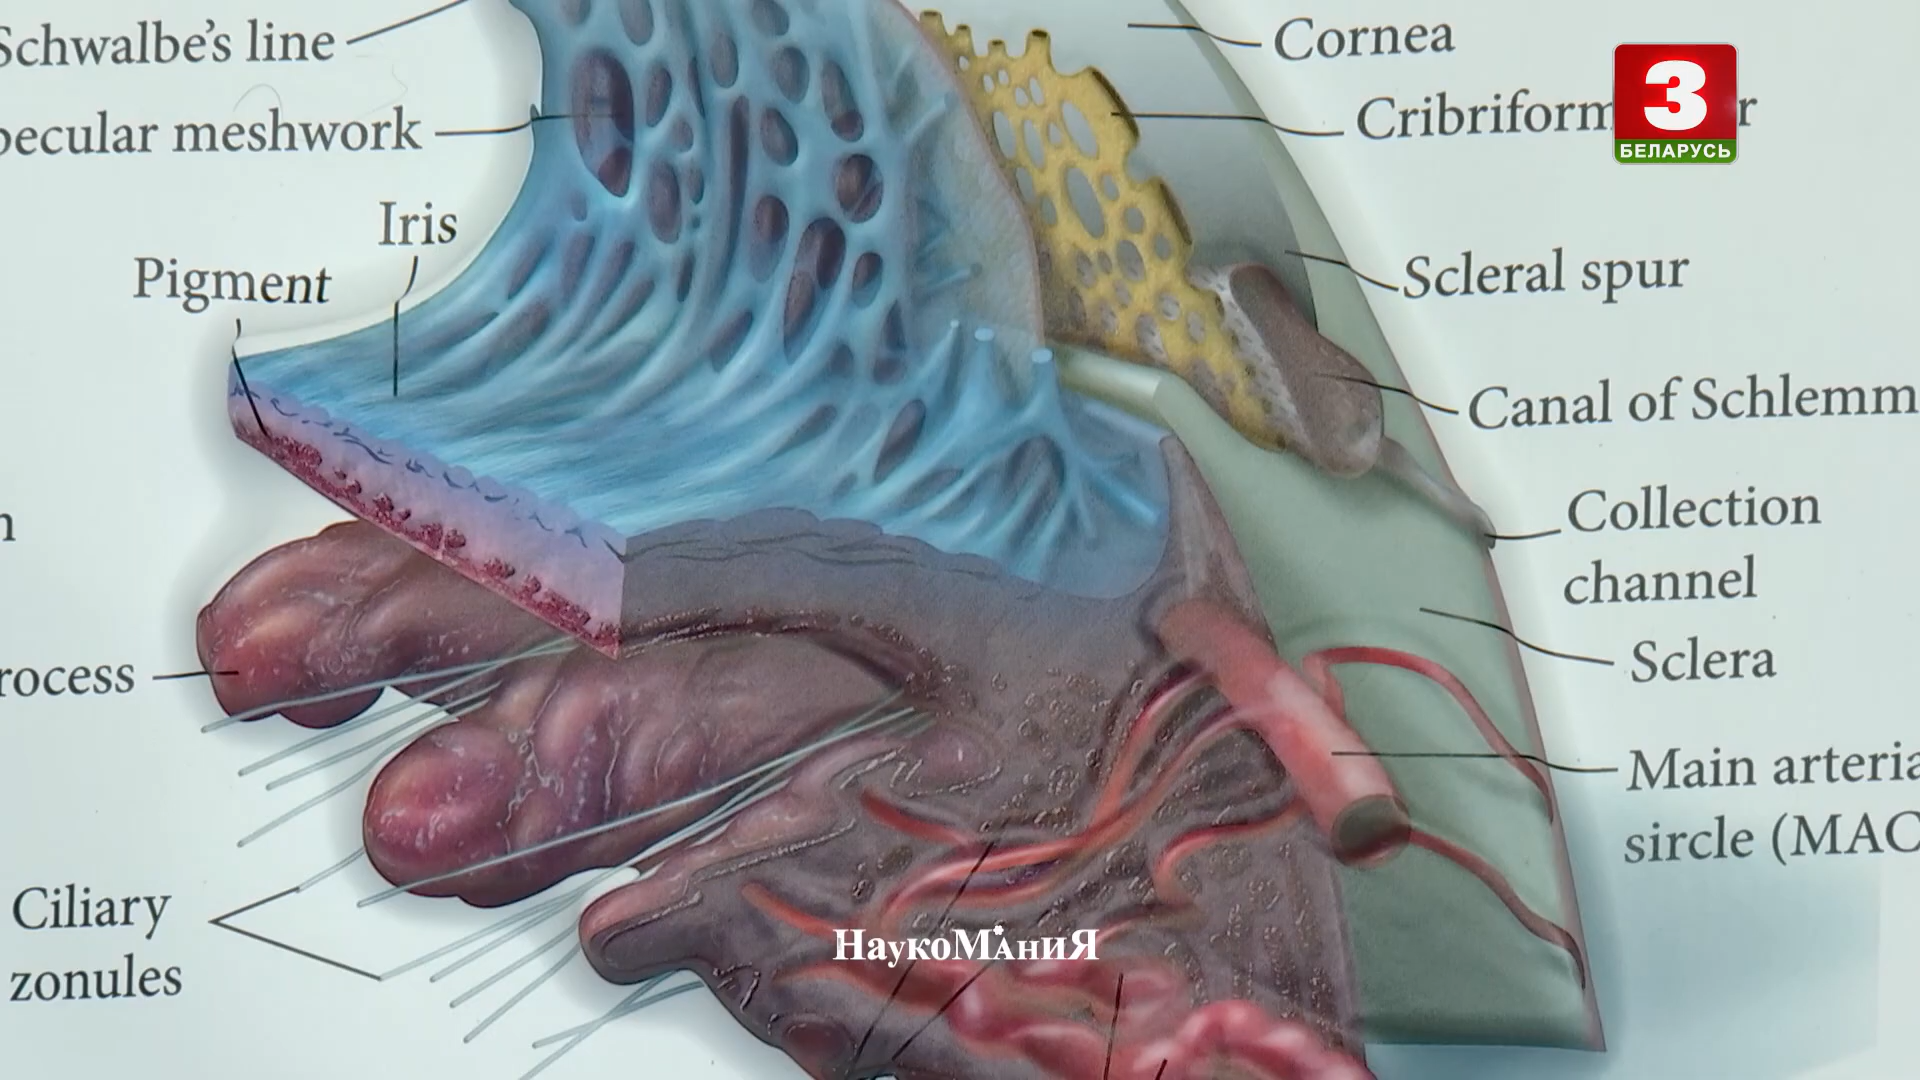 Schwalbe's line
Cornea
becular meshwork
Cribriform
3
БЕЛАРУСЬ
Iris
Pigment
Scleral spur
Canal of Schlemm
Collection
channel
rocess
Sclera
Main arteria
sircle (MAC
Ciliary
zonules
НаукоМАниЯ